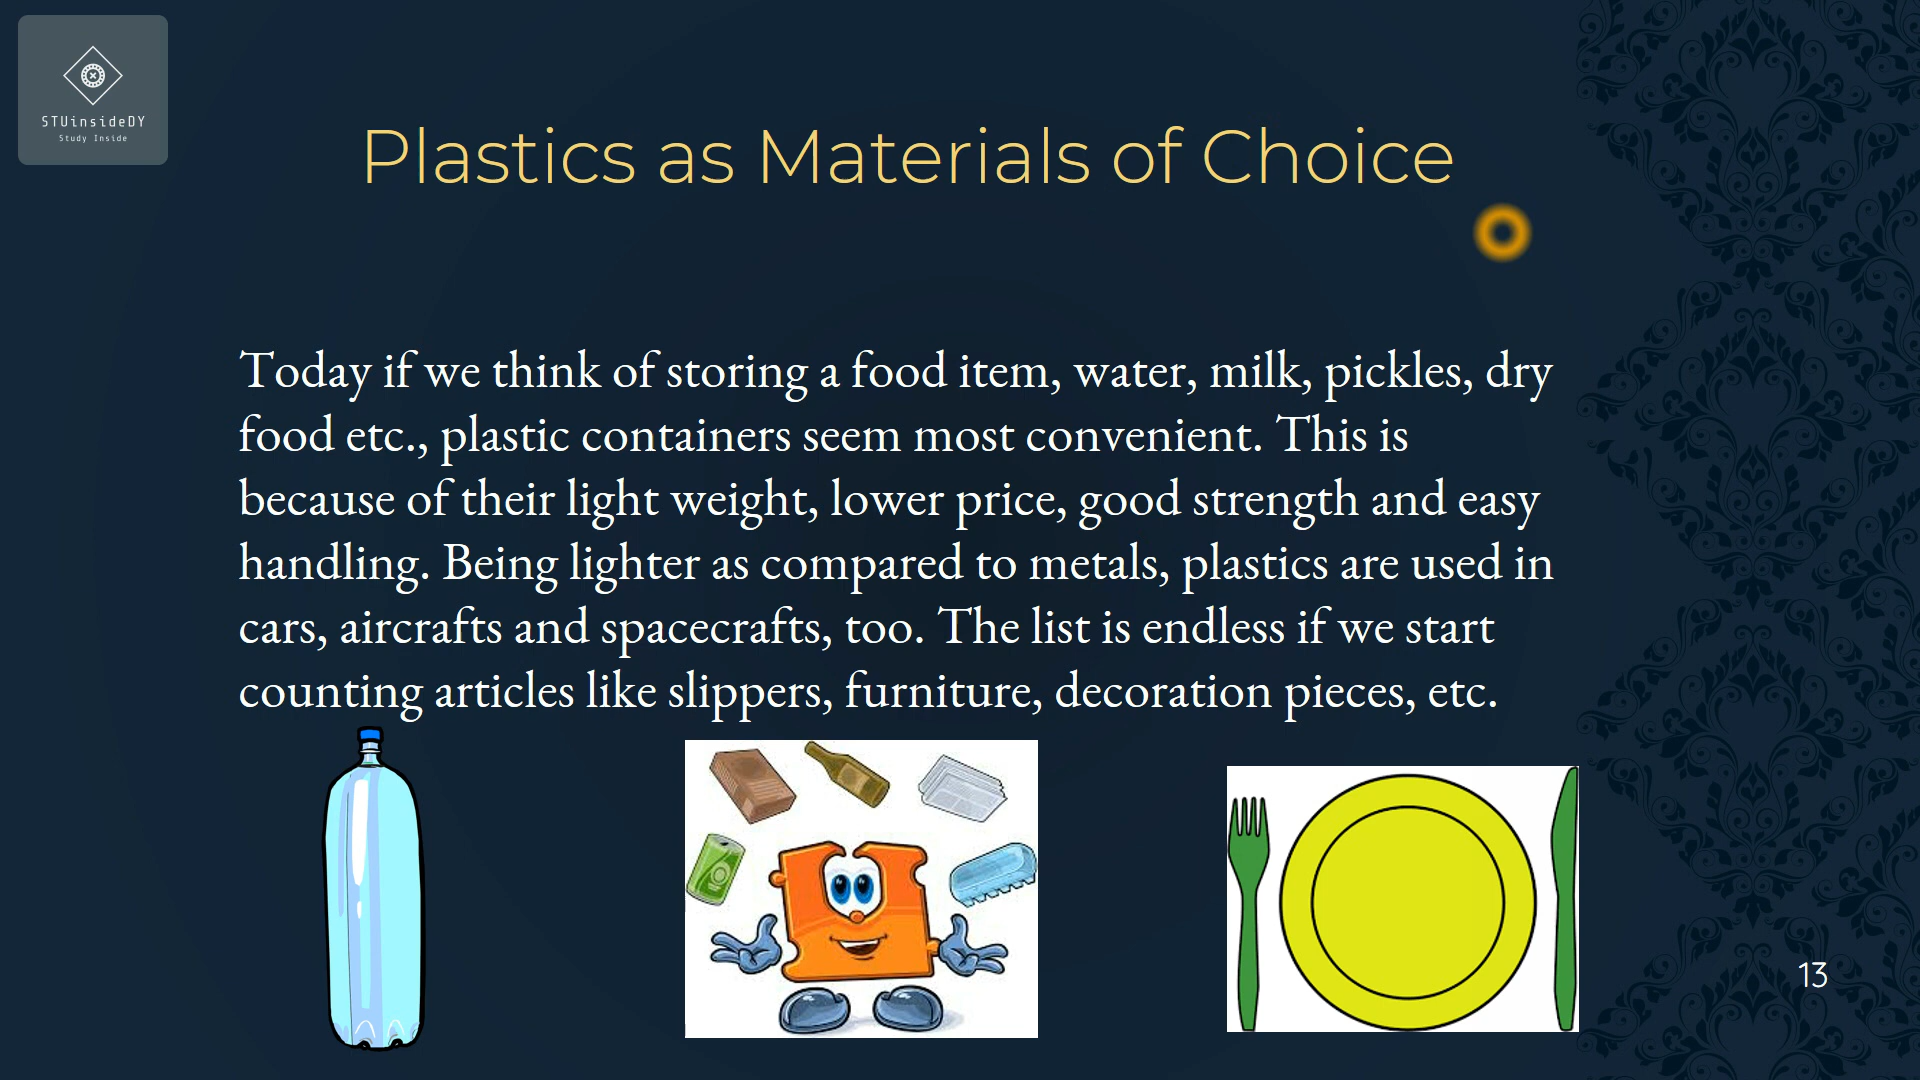 STUinsideDY
Study Inside
Plastics as Materials of Choice
Today if we think of storing a food item, water, milk, pickles, dry
food etc., plastic containers seem most convenient. This is
because of their light weight, lower price, good strength and easy
handling. Being lighter as compared to metals, plastics are used in
cars, aircrafts and spacecrafts, too. The list is endless if we start
counting articles like slippers, furniture, decoration pieces, etc.
13